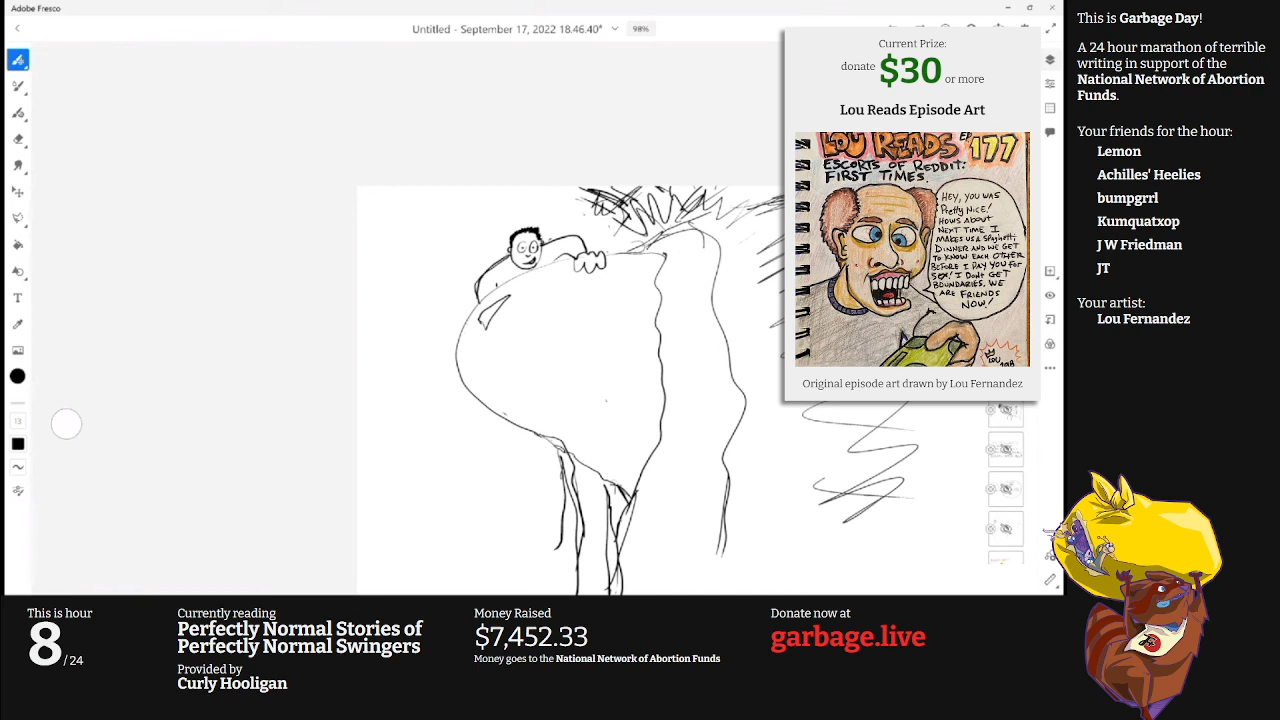 Adobe Fresco
Untitled - September 17, 2022 18.46.40*
98%
13
Current Prize:
donate $30 or more
Lou Reads Episode Art
LOU READS EP 177
ESCORTS OF REDDIT:
FIRST TIMES.
HEY, YOU WAS
PRETTY NICE!
HOWS ABOUT
NEXT TIME I
MAKES US A SPAGHETTI
DINNER AND WE GET
TO KNOW EACH OTHER
BEFORE I PAY YOU FOR
SEX! I DON'T GET
BOUNDARIES. WE
ARE FRIENDS
NOW!
LOU
Original episode art drawn by Lou Fernandez
This is Garbage Day!
A 24 hour marathon of terrible
writing in support of the
National Network of Abortion
Funds.
Your friends for the hour:
Lemon
Achilles' Heelies
bumpgrrl
Kumquatxop
J W Friedman
JT
Your artist:
Lou Fernandez
This is hour
8 / 24
Currently reading
Perfectly Normal Stories of
Perfectly Normal Swingers
Provided by
Curly Hooligan
Money Raised
$7,452.33
Money goes to the National Network of Abortion Funds
Donate now at
garbage.live